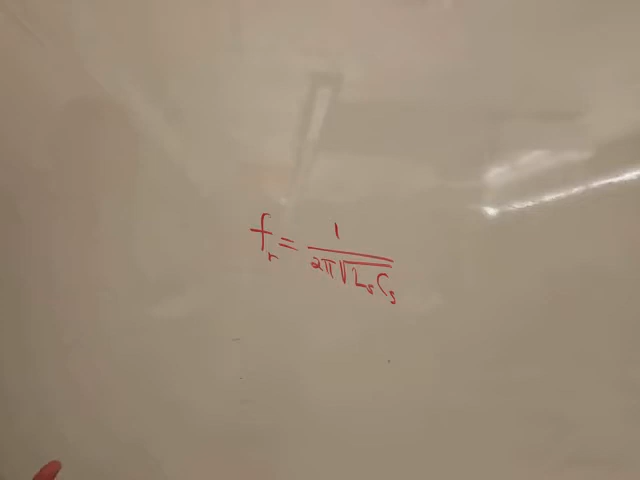 f_r = 1 / 2π√L_s C_s